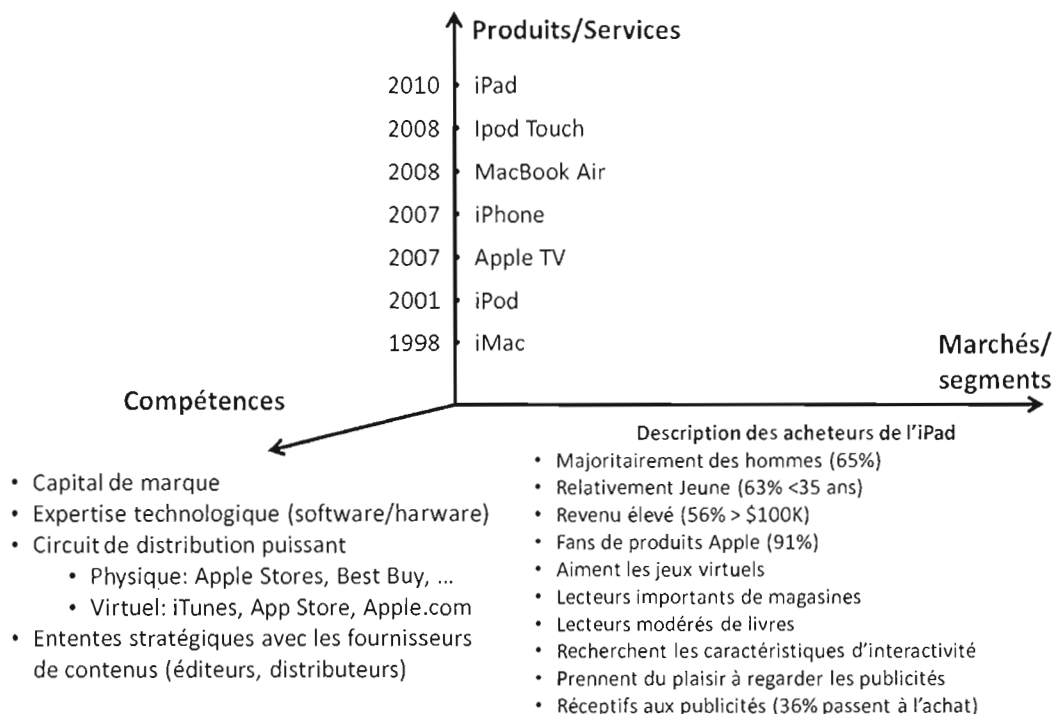 Produits/Services
2010 iPad
2008 Ipod Touch
2008 MacBook Air
2007 iPhone
2007 Apple TV
2001 iPod
1998 iMac
Marchés/
segments
Compétences
• Capital de marque
• Expertise technologique (software/harware)
• Circuit de distribution puissant
• Physique: Apple Stores, Best Buy, ...
• Virtuel: iTunes, App Store, Apple.com
• Ententes stratégiques avec les fournisseurs
de contenus (éditeurs, distributeurs)
Description des acheteurs de l'iPad
• Majoritairement des hommes (65%)
• Relativement Jeune (63% <35 ans)
• Revenu élevé (56% > $100K)
• Fans de produits Apple (91%)
• Aiment les jeux virtuels
• Lecteurs importants de magasines
• Lecteurs modérés de livres
• Recherchent les caractéristiques d'interactivité
• Prennent du plaisir à regarder les publicités
• Réceptifs aux publicités (36% passent à l'achat)